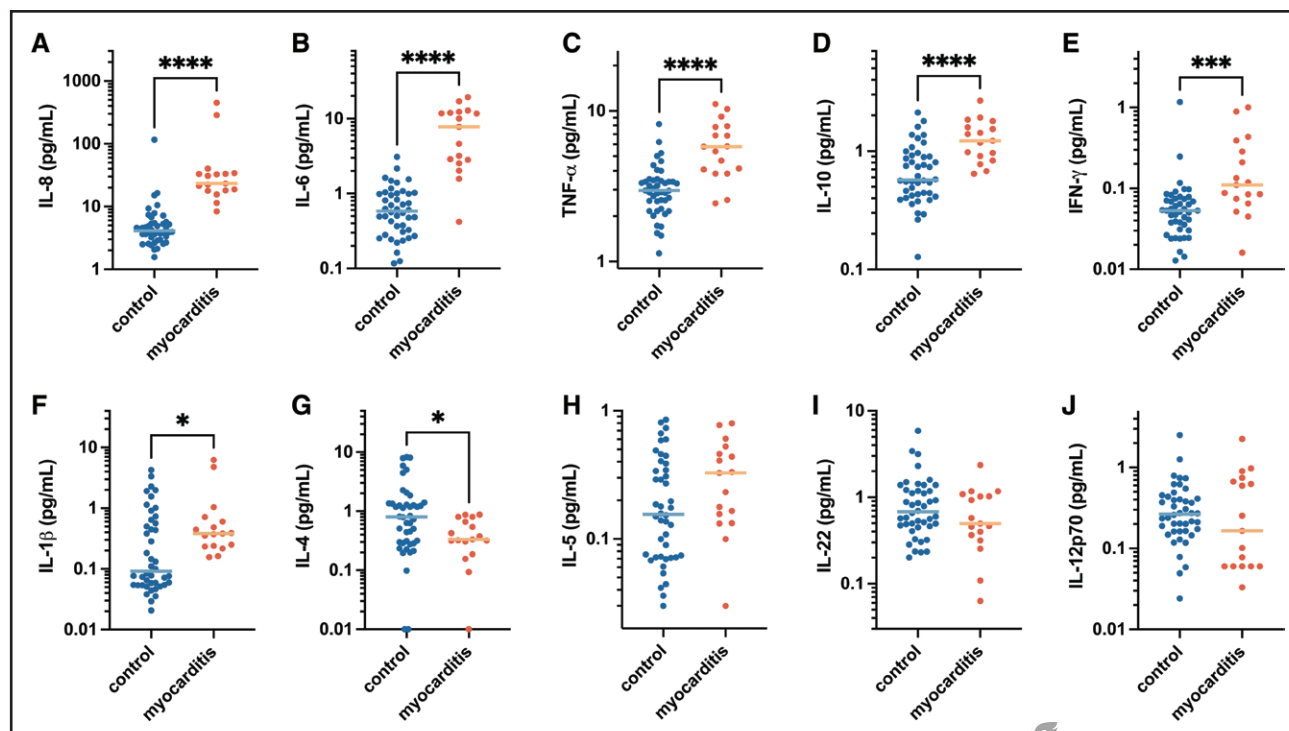 A
IL-8 (pg/mL)
1000
100
10
1
****
control
myocarditis
B
IL-6 (pg/mL)
100
10
1
0.1
****
control
myocarditis
C
TNF-α (pg/mL)
10
1
****
control
myocarditis
D
IL-10 (pg/mL)
1
0.1
****
control
myocarditis
E
IFN-γ (pg/mL)
1
0.1
0.01
***
control
myocarditis
F
IL-1β (pg/mL)
10
1
0.1
0.01
*
control
myocarditis
G
IL-4 (pg/mL)
10
1
0.1
0.01
*
control
myocarditis
H
IL-5 (pg/mL)
1
0.1
control
myocarditis
I
IL-22 (pg/mL)
10
1
0.1
control
myocarditis
J
IL-12p70 (pg/mL)
1
0.1
0.01
control
myocarditis